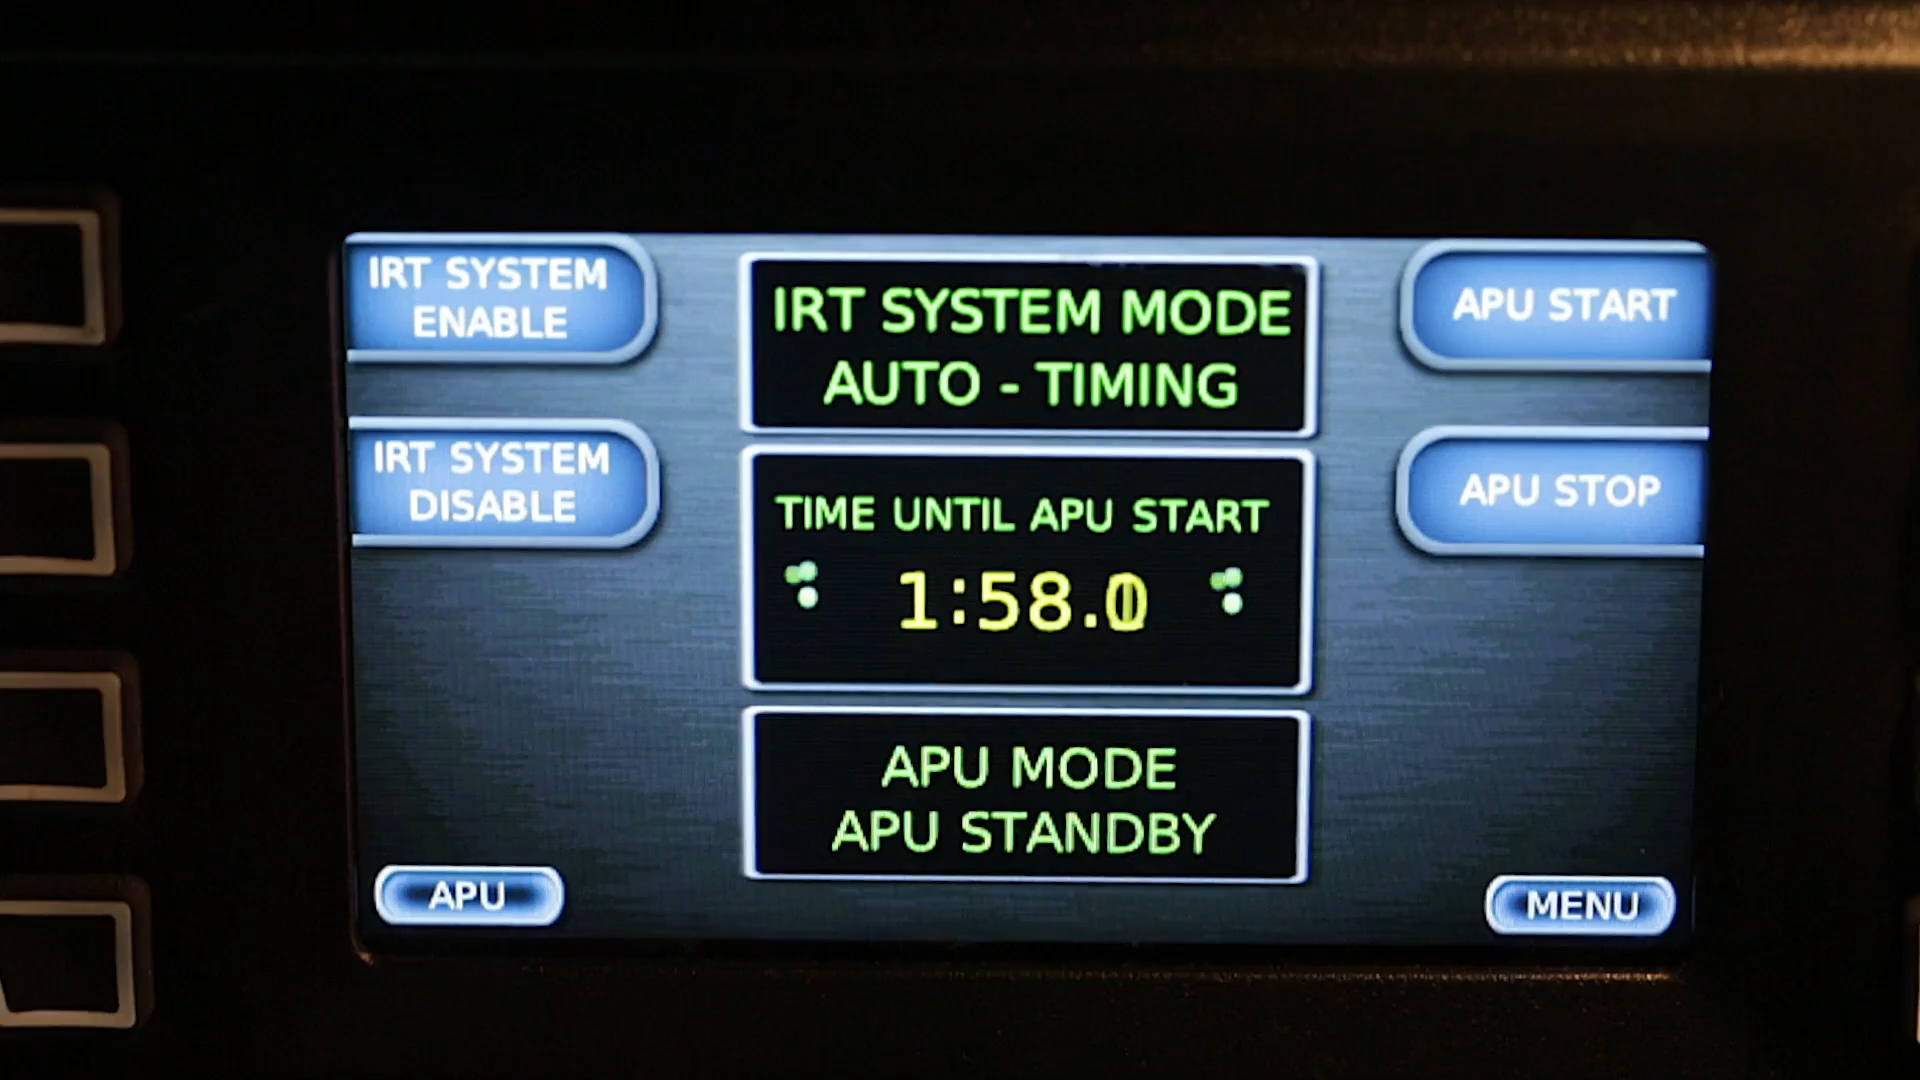 IRT SYSTEM
ENABLE
IRT SYSTEM MODE
AUTO - TIMING
APU START
IRT SYSTEM
DISABLE
TIME UNTIL APU START
1:58.0
APU STOP
APU MODE
APU STANDBY
APU
MENU